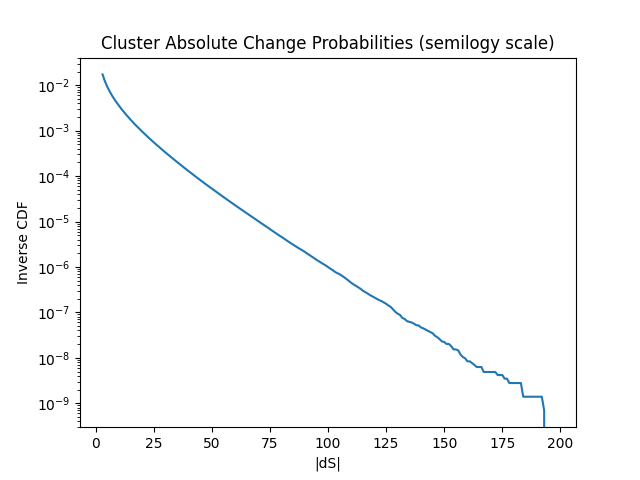 Cluster Absolute Change Probabilities (semilogy scale)
Inverse CDF
10⁻²
10⁻³
10⁻⁴
10⁻⁵
10⁻⁶
10⁻⁷
10⁻⁸
10⁻⁹
0 25 50 75 100 125 150 175 200
|dS|